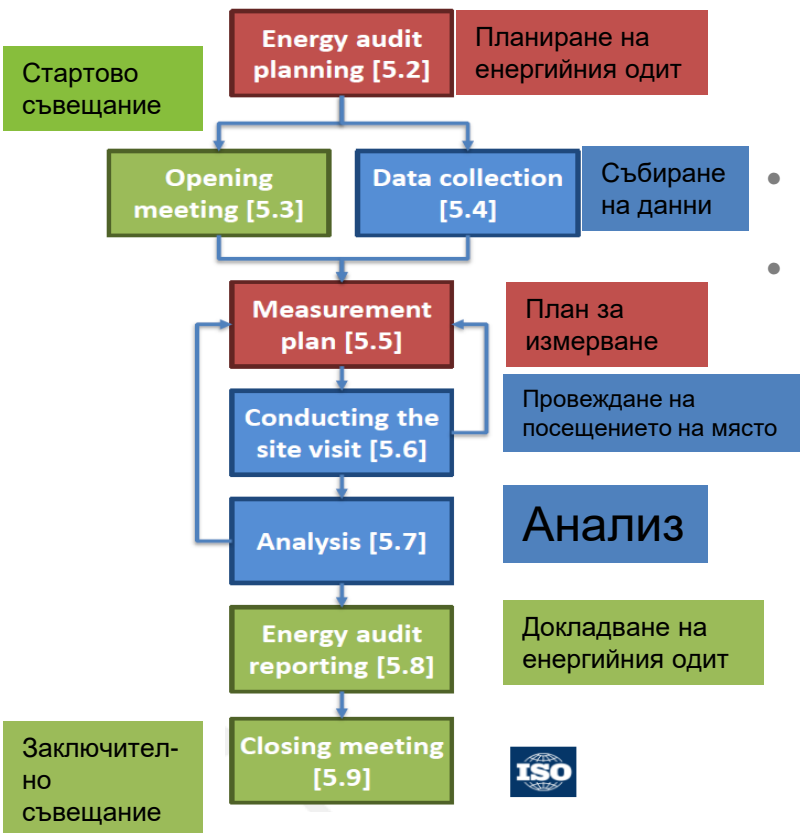 Energy audit
planning [5.2]
Планиране на
енергийния одит
Стартово
съвещание
Opening
meeting [5.3]
Data collection
[5.4]
Събиране
на данни
Measurement
plan [5.5]
План за
измерване
Conducting the
site visit [5.6]
Провеждане на
посещението на място
Analysis [5.7]
Анализ
Energy audit
reporting [5.8]
Докладване на
енергийния одит
Заключител-
но
съвещание
Closing meeting
[5.9]
ISO